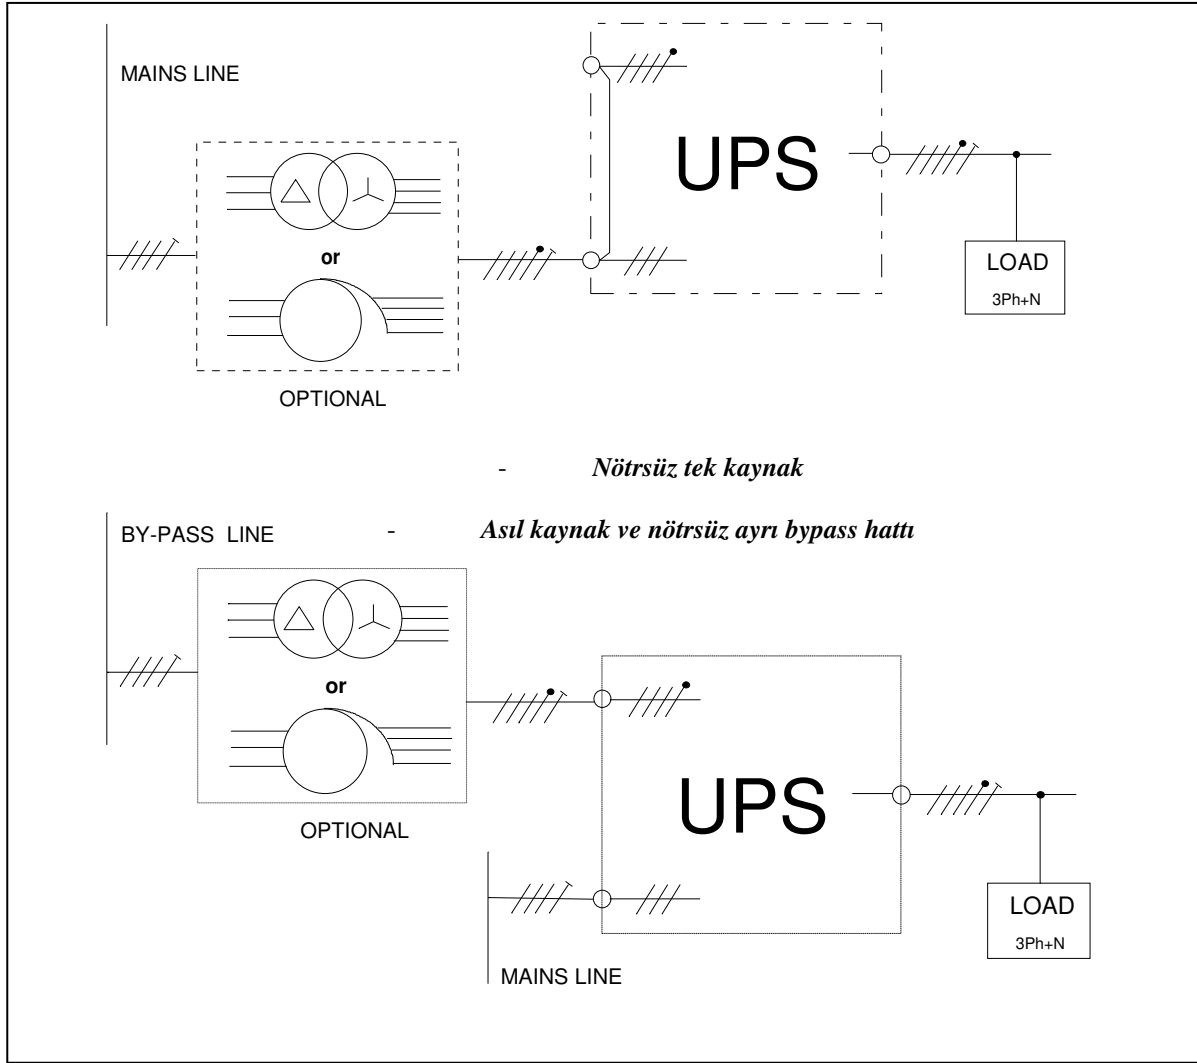 MAINS LINE
UPS
or
LOAD
3Ph+N
OPTIONAL
- Nötrsüz tek kaynak
BY-PASS LINE - Asıl kaynak ve nötrsüz ayrı bypass hattı
or
UPS
OPTIONAL
LOAD
3Ph+N
MAINS LINE